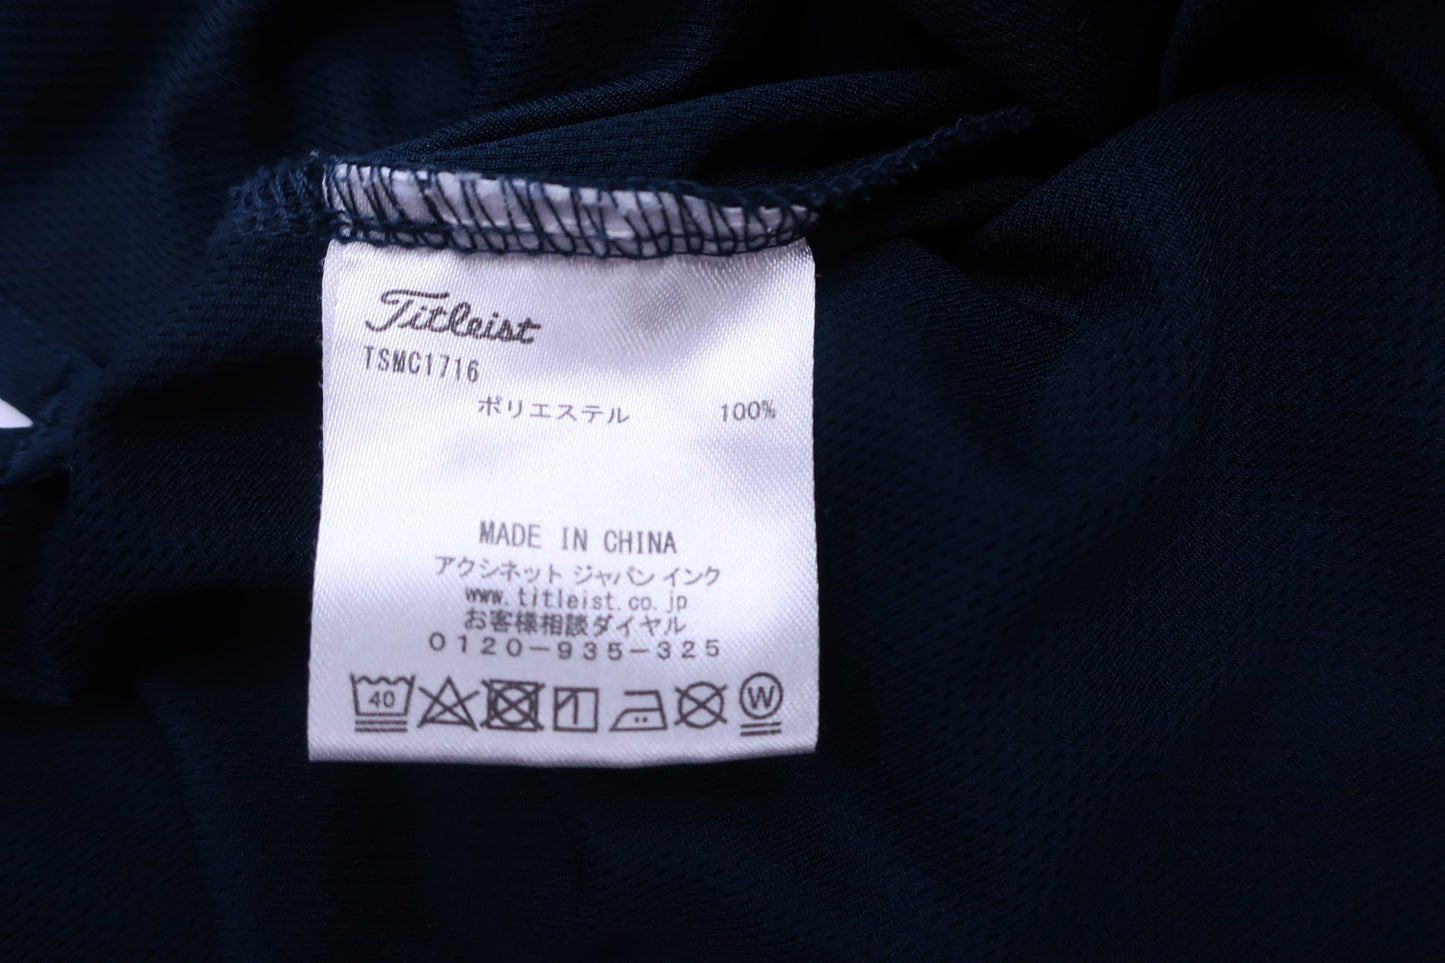 Titleist
TSMC1716
ポリエステル 100%
MADE IN CHINA
アクシネット ジャパン インク
www.titleist.co.jp
お客様相談ダイヤル
0120-935-325
40 W